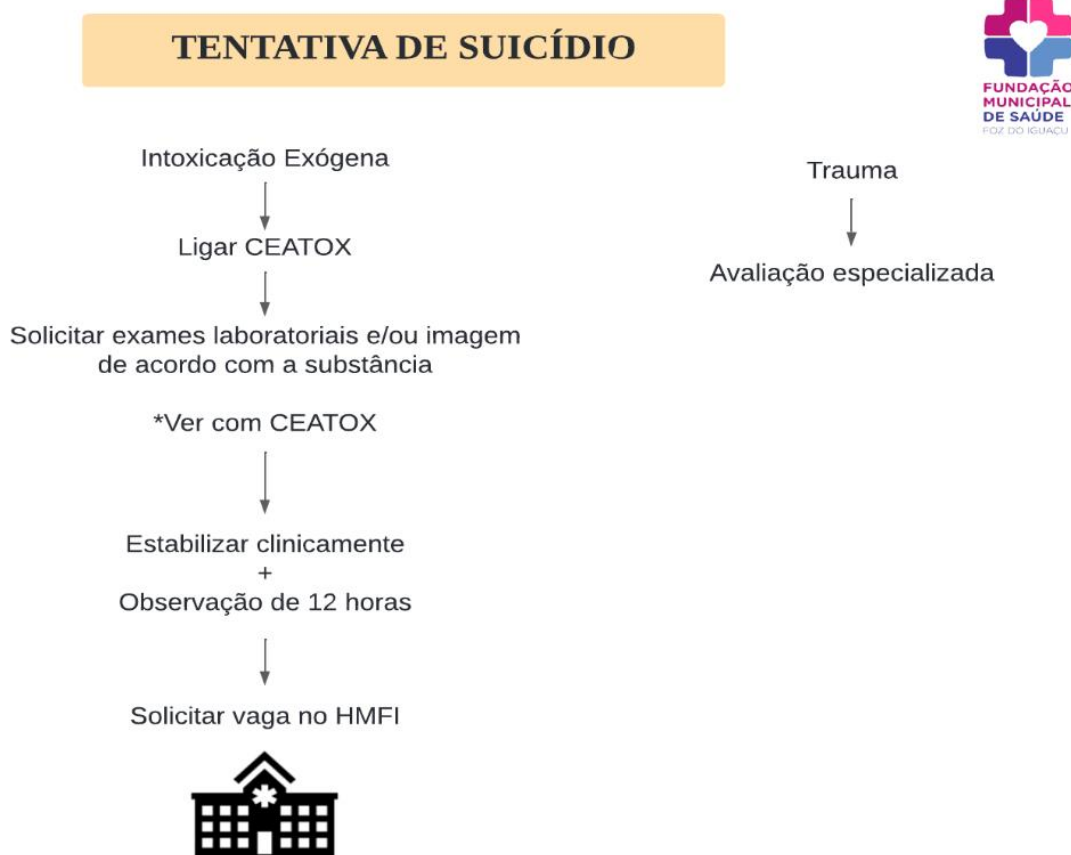 TENTATIVA DE SUICÍDIO
FUNDAÇÃO
MUNICIPAL
DE SAÚDE
FOZ DO IGUAÇU
Intoxicação Exógena
Ligar CEATOX
Solicitar exames laboratoriais e/ou imagem
de acordo com a substância
*Ver com CEATOX
Estabilizar clinicamente
+
Observação de 12 horas
Solicitar vaga no HMFI
Trauma
Avaliação especializada